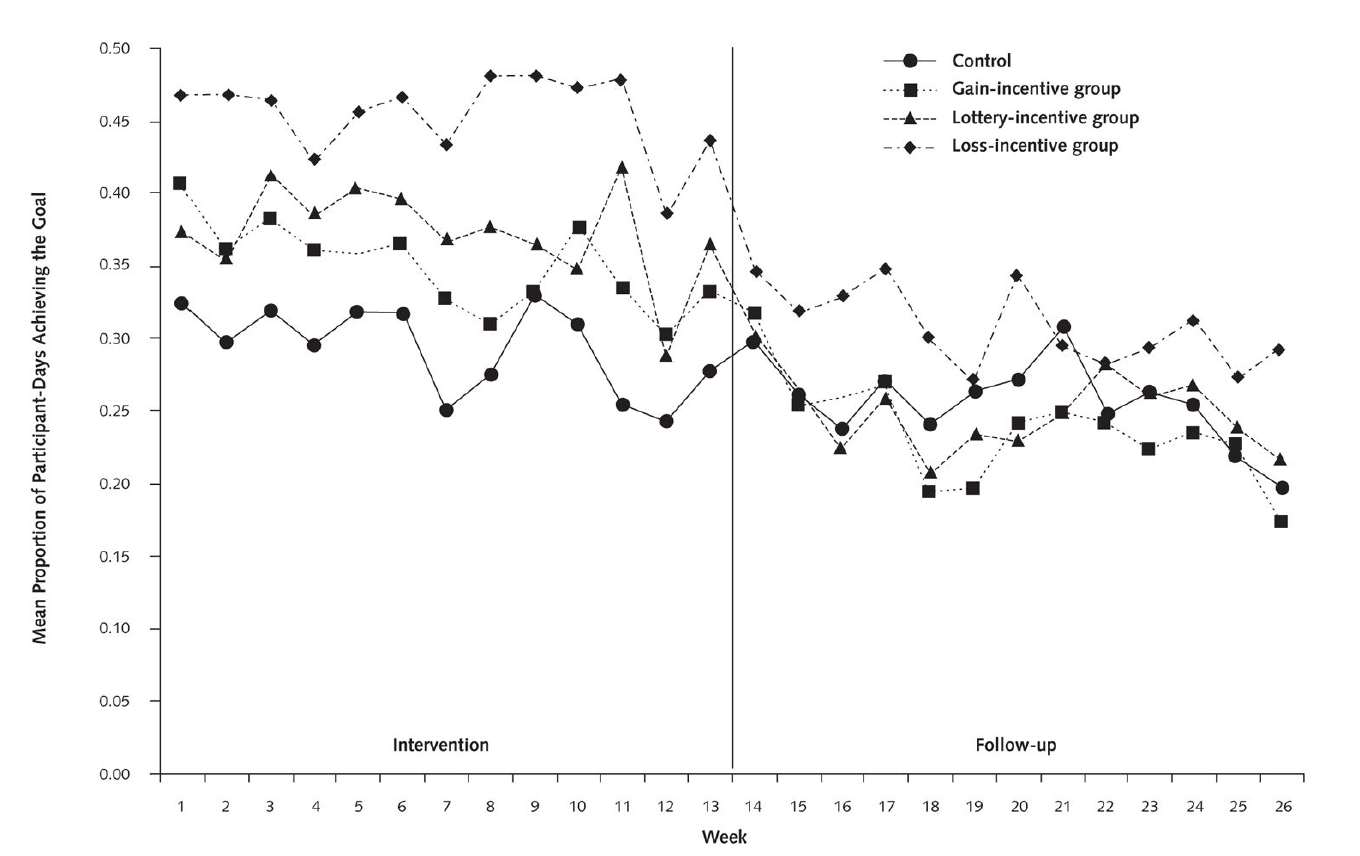 0.50
0.45
0.40
0.35
0.30
0.25
0.20
0.15
0.10
0.05
0.00
Mean Proportion of Participant-Days Achieving the Goal
Control
Gain-incentive group
Lottery-incentive group
Loss-incentive group
Intervention
Follow-up
1 2 3 4 5 6 7 8 9 10 11 12 13 14 15 16 17 18 19 20 21 22 23 24 25 26
Week